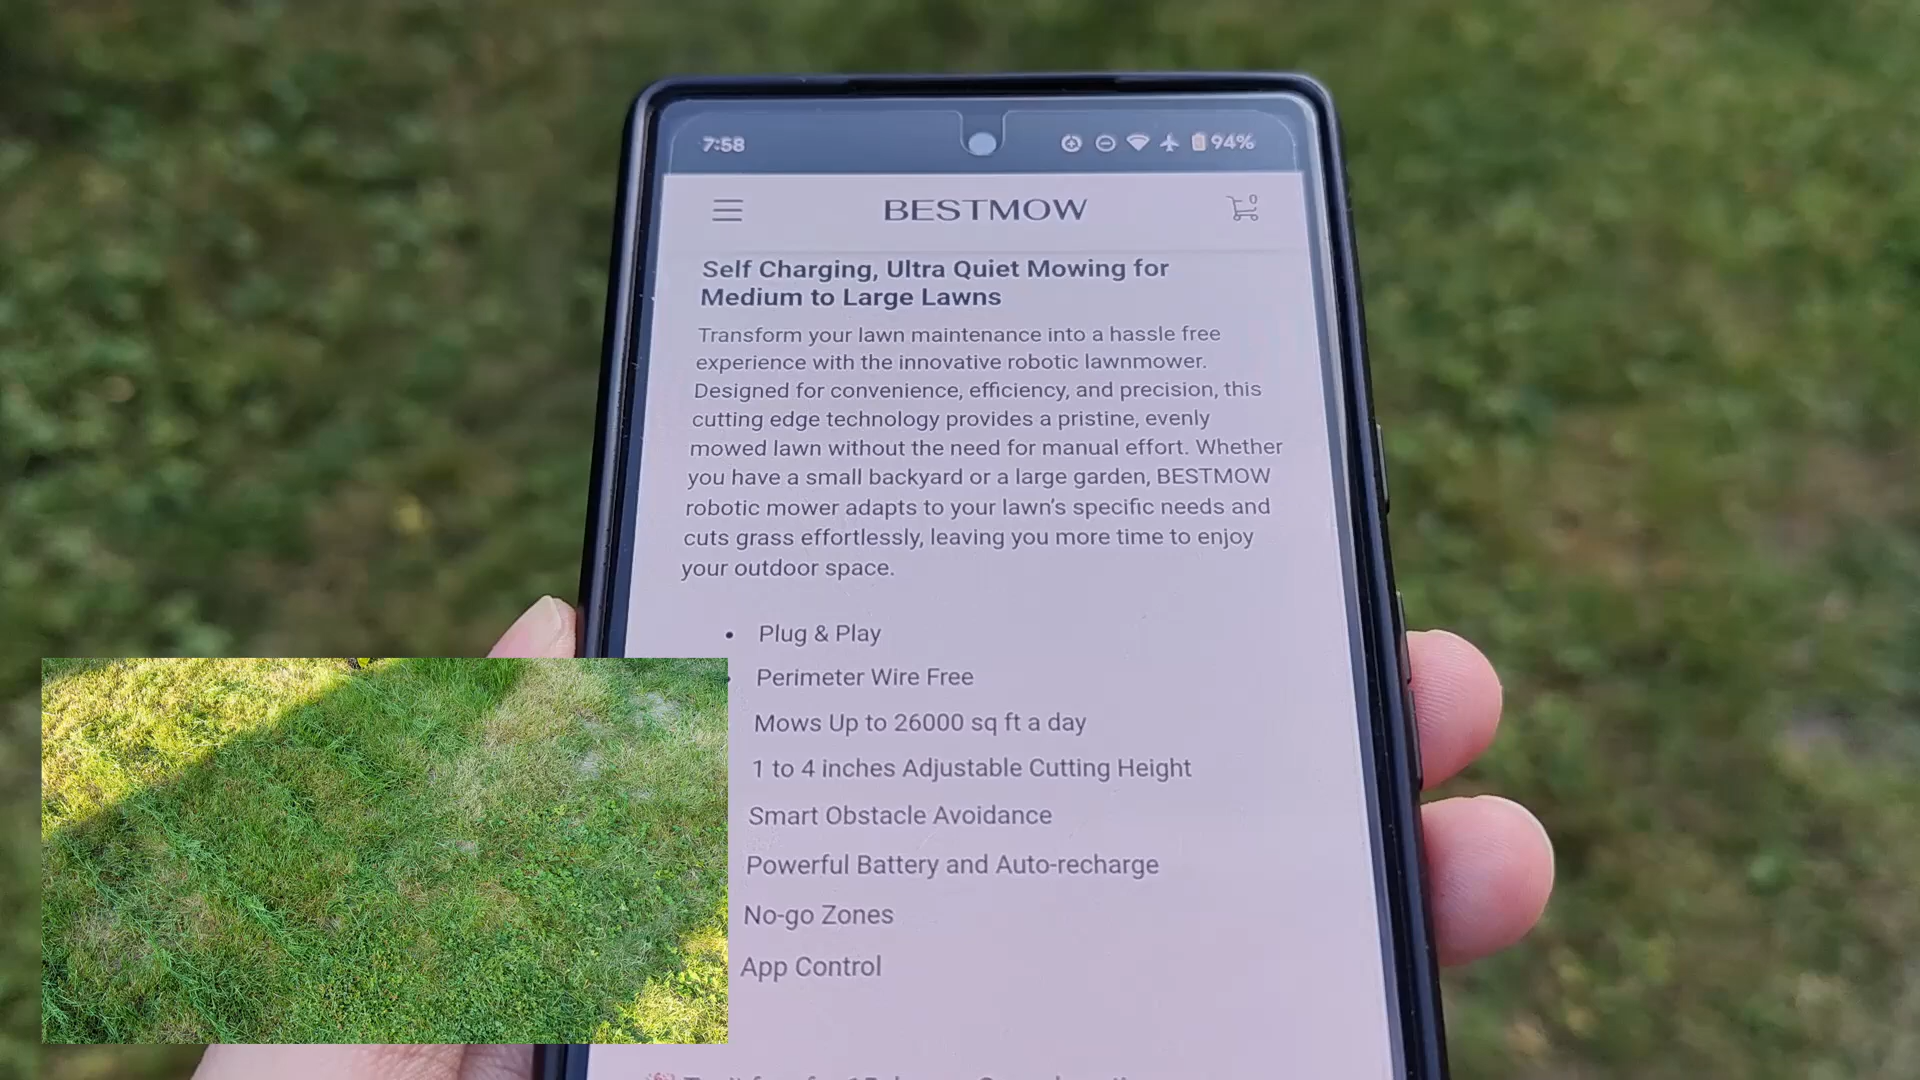 7:58
94%
BESTMOW
0
Self Charging, Ultra Quiet Mowing for
Medium to Large Lawns
Transform your lawn maintenance into a hassle free
experience with the innovative robotic lawnmower.
Designed for convenience, efficiency, and precision, this
cutting edge technology provides a pristine, evenly
mowed lawn without the need for manual effort. Whether
you have a small backyard or a large garden, BESTMOW
robotic mower adapts to your lawn’s specific needs and
cuts grass effortlessly, leaving you more time to enjoy
your outdoor space.
• Plug & Play
Perimeter Wire Free
Mows Up to 26000 sq ft a day
1 to 4 inches Adjustable Cutting Height
Smart Obstacle Avoidance
Powerful Battery and Auto-recharge
No-go Zones
App Control